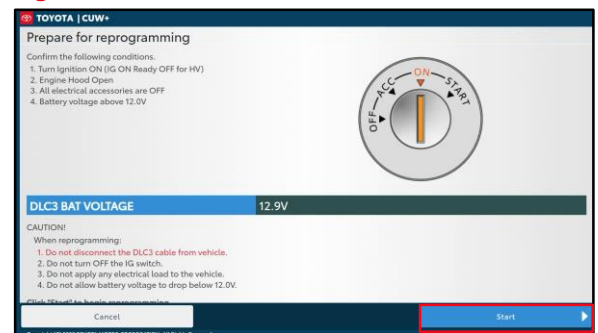 TOYOTA | CUW+
Prepare for reprogramming
Confirm the following conditions.
1. Turn Ignition ON (IG ON Ready OFF for HV)
2. Engine Hood Open
3. All electrical accessories are OFF
4. Battery voltage above 12.0V
OFF ACC ON START
DLC3 BAT VOLTAGE 12.9V
CAUTION!
When reprogramming:
1. Do not disconnect the DLC3 cable from vehicle.
2. Do not turn OFF the IG switch.
3. Do not apply any electrical load to the vehicle.
4. Do not allow battery voltage to drop below 12.0V.
Click "Start" to begin reprogramming
Cancel Start